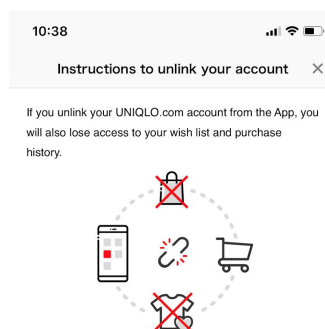 10:38
Instructions to unlink your account
If you unlink your UNIQLO.com account from the App, you
will also lose access to your wish list and purchase
history.